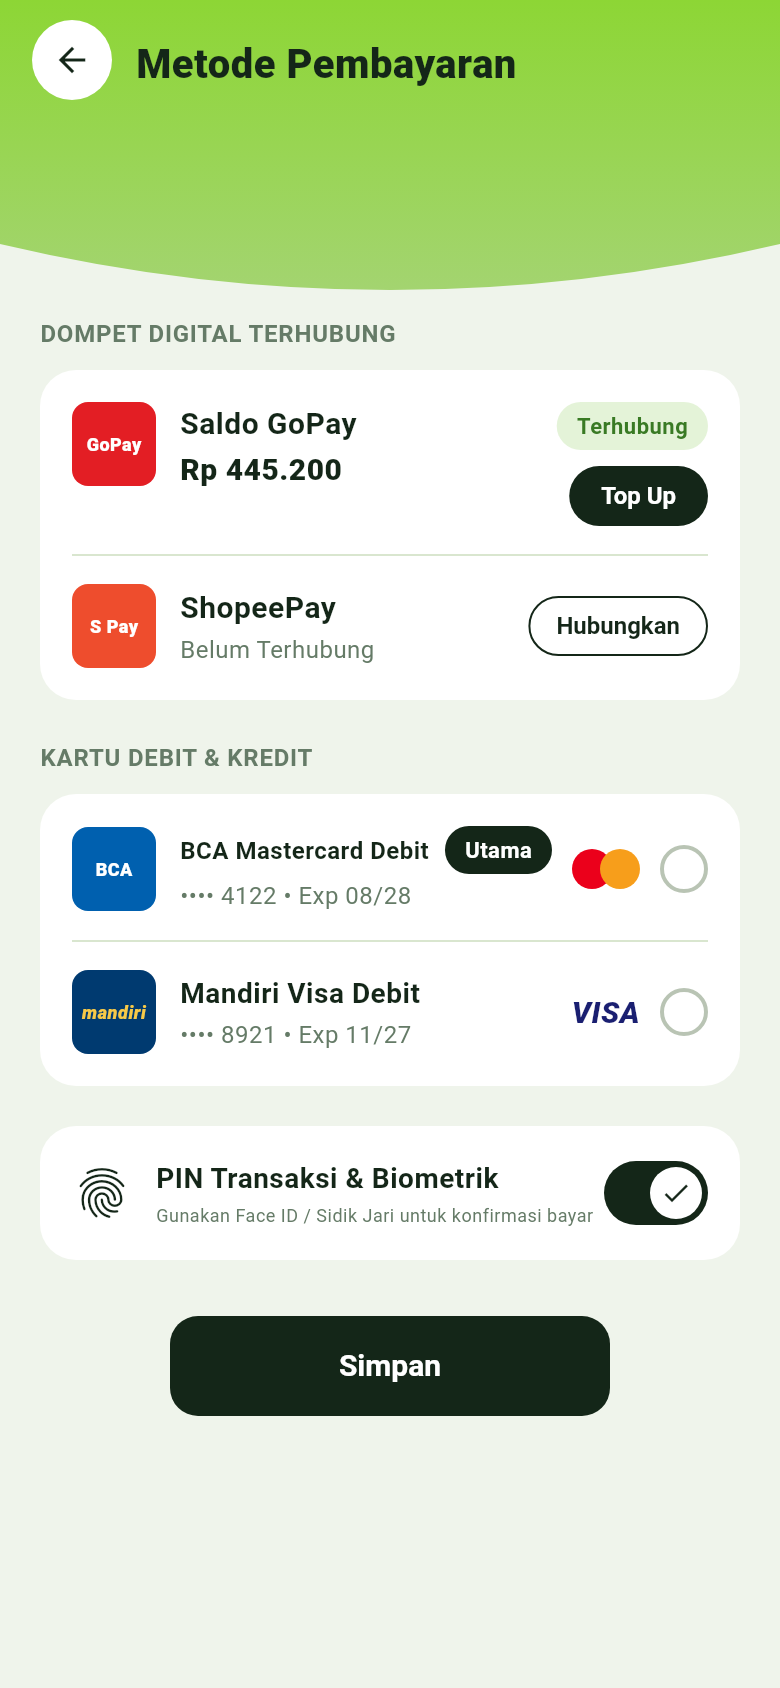 Metode Pembayaran
DOMPET DIGITAL TERHUBUNG
GoPay
Saldo GoPay
Rp 445.200
Terhubung
Top Up
S Pay
ShopeePay
Belum Terhubung
Hubungkan
KARTU DEBIT & KREDIT
BCA
BCA Mastercard Debit
Utama
•••• 4122 • Exp 08/28
mandiri
Mandiri Visa Debit
•••• 8921 • Exp 11/27
VISA
PIN Transaksi & Biometrik
Gunakan Face ID / Sidik Jari untuk konfirmasi bayar
Simpan